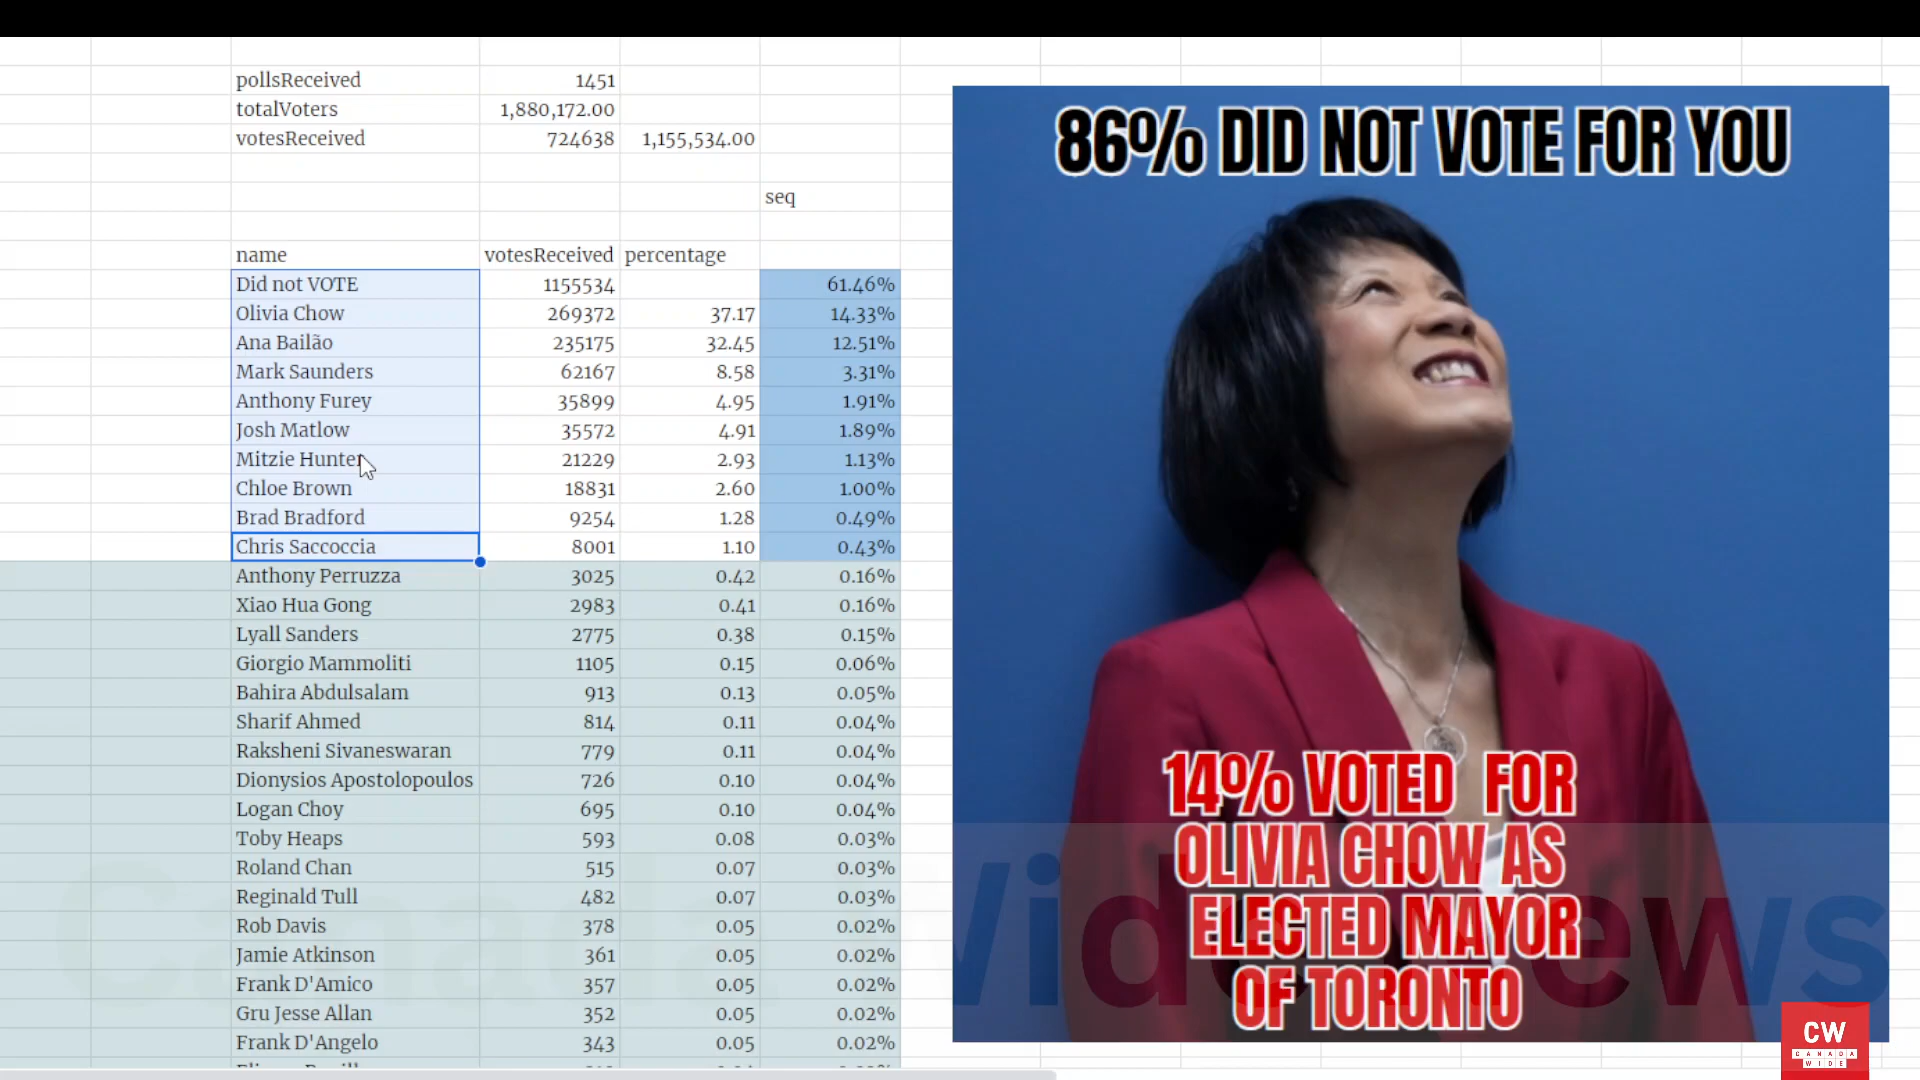 pollsReceived 1451
totalVoters 1,880,172.00
votesReceived 724638 1,155,534.00
seq
name votesReceived percentage
Did not VOTE 1155534 61.46%
Olivia Chow 269372 37.17 14.33%
Ana Bailão 235175 32.45 12.51%
Mark Saunders 62167 8.58 3.31%
Anthony Furey 35899 4.95 1.91%
Josh Matlow 35572 4.91 1.89%
Mitzie Hunter 21229 2.93 1.13%
Chloe Brown 18831 2.60 1.00%
Brad Bradford 9254 1.28 0.49%
Chris Saccoccia 8001 1.10 0.43%
Anthony Perruzza 3025 0.42 0.16%
Xiao Hua Gong 2983 0.41 0.16%
Lyall Sanders 2775 0.38 0.15%
Giorgio Mammoliti 1105 0.15 0.06%
Bahira Abdulsalam 913 0.13 0.05%
Sharif Ahmed 814 0.11 0.04%
Raksheni Sivaneswaran 779 0.11 0.04%
Dionysios Apostolopoulos 726 0.10 0.04%
Logan Choy 695 0.10 0.04%
Toby Heaps 593 0.08 0.03%
Roland Chan 515 0.07 0.03%
Reginald Tull 482 0.07 0.03%
Rob Davis 378 0.05 0.02%
Jamie Atkinson 361 0.05 0.02%
Frank D'Amico 357 0.05 0.02%
Gru Jesse Allan 352 0.05 0.02%
Frank D'Angelo 343 0.05 0.02%
86% DID NOT VOTE FOR YOU
14% VOTED FOR
OLIVIA CHOW AS
ELECTED MAYOR
OF TORONTO
Canada Wide News
CW
CANADA
WIDE